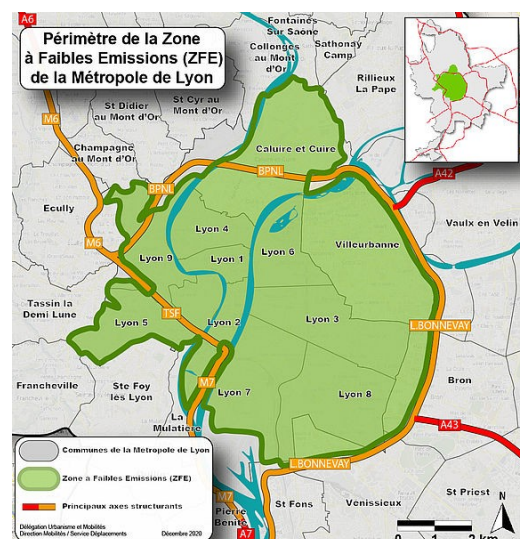 A6
Périmètre de la Zone
à Faibles Emissions (ZFE)
de la Métropole de Lyon
Fontaines
Sur Saône
Collonges
au Mont
d'Or
Sathonay
Camp.
Rillieux
La Pape
St Didier
au Mont d'Or
St Cyr au
Mont d'Or
M6
Champagne
au Mont d'Or
Caluire et Cuire
BPNL
BPNL
A42
Ecully
Vaulx en Velin
M6
Lyon 4
Lyon 1
Lyon 6
Villeurbanne
Lyon 9
Tassin la
Demi Lune
Lyon 5
TSF
Lyon 2
Lyon 3
L.BONNEVAY
Francheville
Ste Foy
lès Lyon
M7
Lyon 7
Lyon 8
Bron
La
Mulatière
A43
L.BONNEVAY
Communes de la Metropole de Lyon
Zone a Faibles Emissions (ZFE)
Principaux axes structurants
Délégation Urbanisme et Mobilités
Direction Mobilités / Service Déplacements
Décembre 2020
M7
Pierre
Benite
A7
St Fons
Venissieux
St Priest
N
0
1
2 km